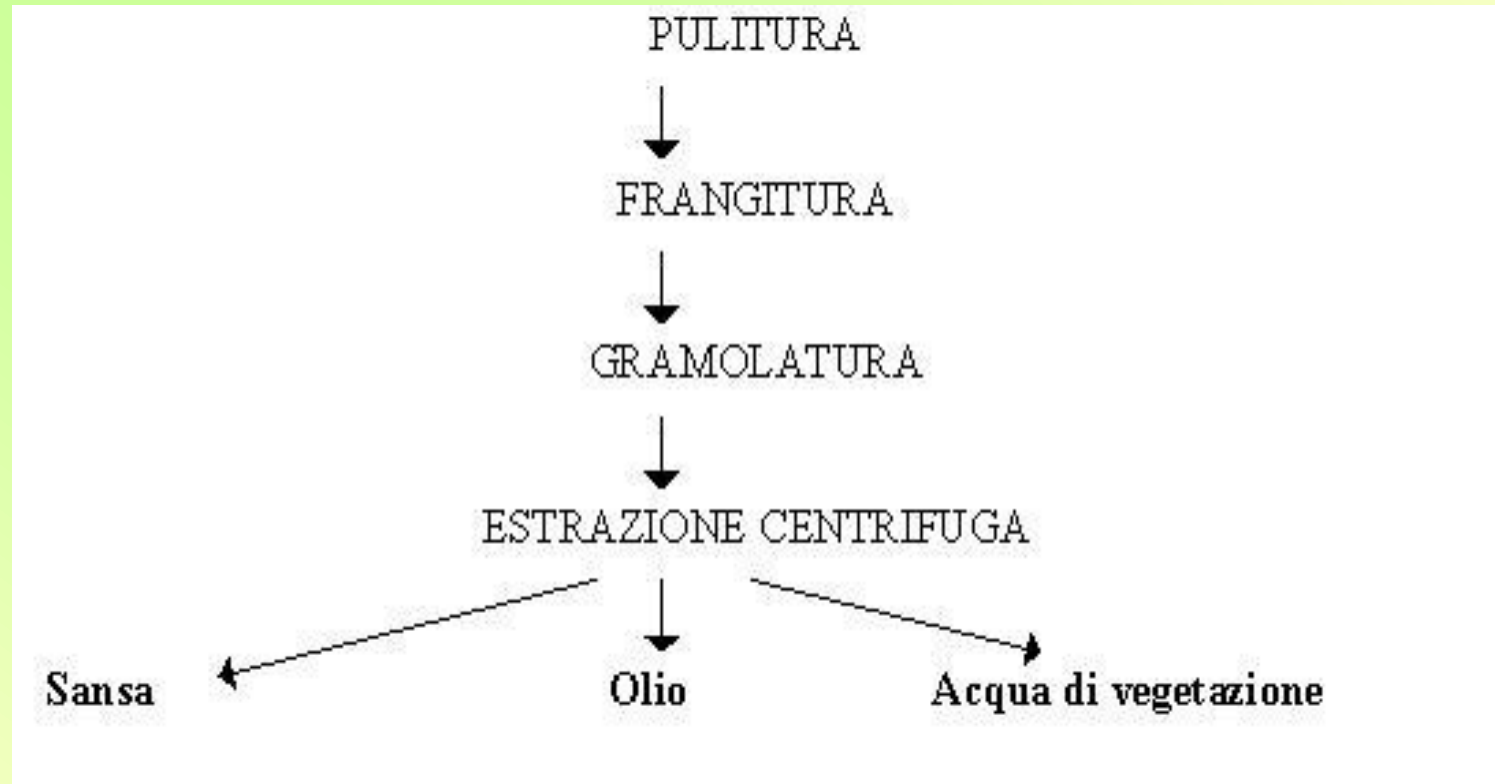 PULITURA
FRANGITURA
GRAMOLATURA
ESTRAZIONE CENTRIFUGA
Sansa Olio Acqua di vegetazione